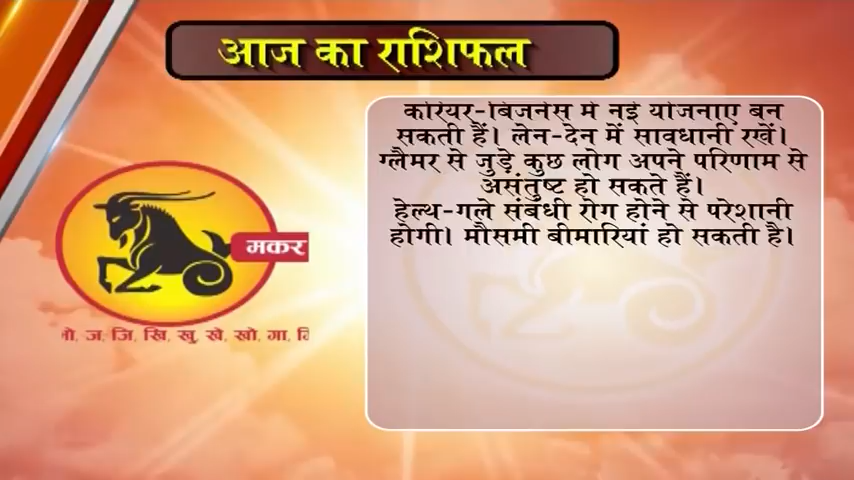 आज का राशिफल
करियर-बिजनेस में नई योजनाएं बन
सकती हैं। लेन-देन में सावधानी रखें।
ग्लैमर से जुड़े कुछ लोग अपने परिणाम से
असंतुष्ट हो सकते हैं।
हेल्थ-गले संबंधी रोग होने से परेशानी
होगी। मौसमी बीमारियां हो सकती है।
मकर
ज, जि, खि, खु, खे, खो, गा,